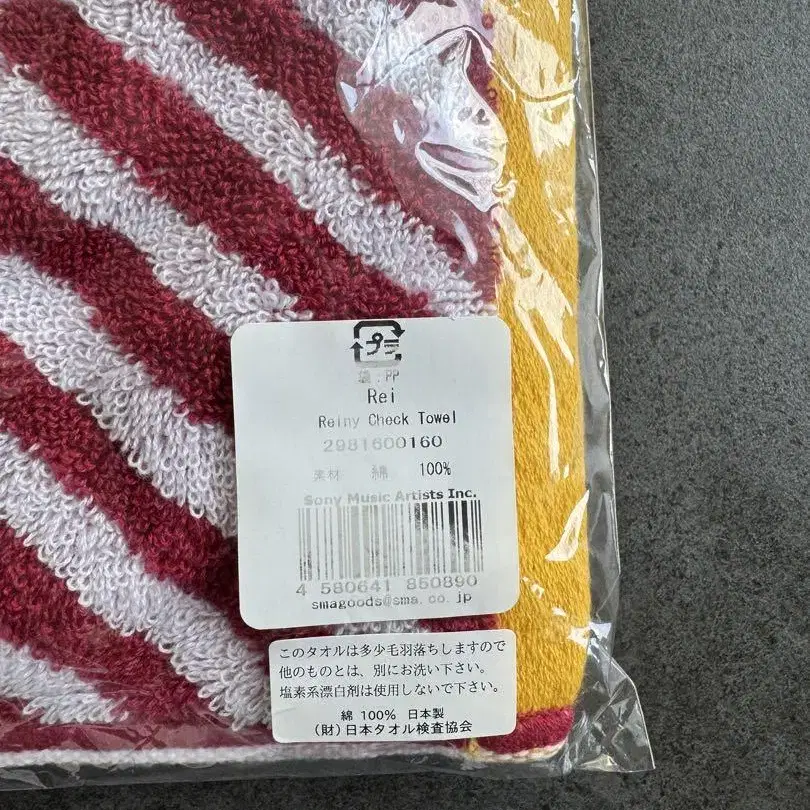 プラ
袋:PP
Rei
Reiny Check Towel
2981600160
素材 綿 100%
Sony Music Artists Inc.
4 580641 850890
smagoods@sma.co.jp
このタオルは多少毛羽落ちしますので
他のものとは、別にお洗い下さい。
塩素系漂白剤は使用しないで下さい。
綿 100% 日本製
(財)日本タオル検査協会